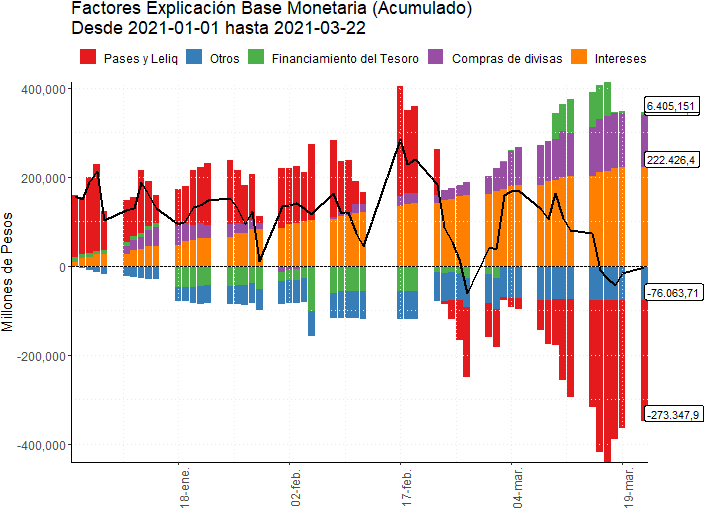 Factores Explicación Base Monetaria (Acumulado)
Desde 2021-01-01 hasta 2021-03-22
Pases y Leliq Otros Financiamiento del Tesoro Compras de divisas Intereses
Millones de Pesos
400,000
200,000
0
-200,000
-400,000
6.405,151
222.426,4
-76.063,71
-273.347,9
18-ene. 02-feb. 17-feb. 04-mar. 19-mar.